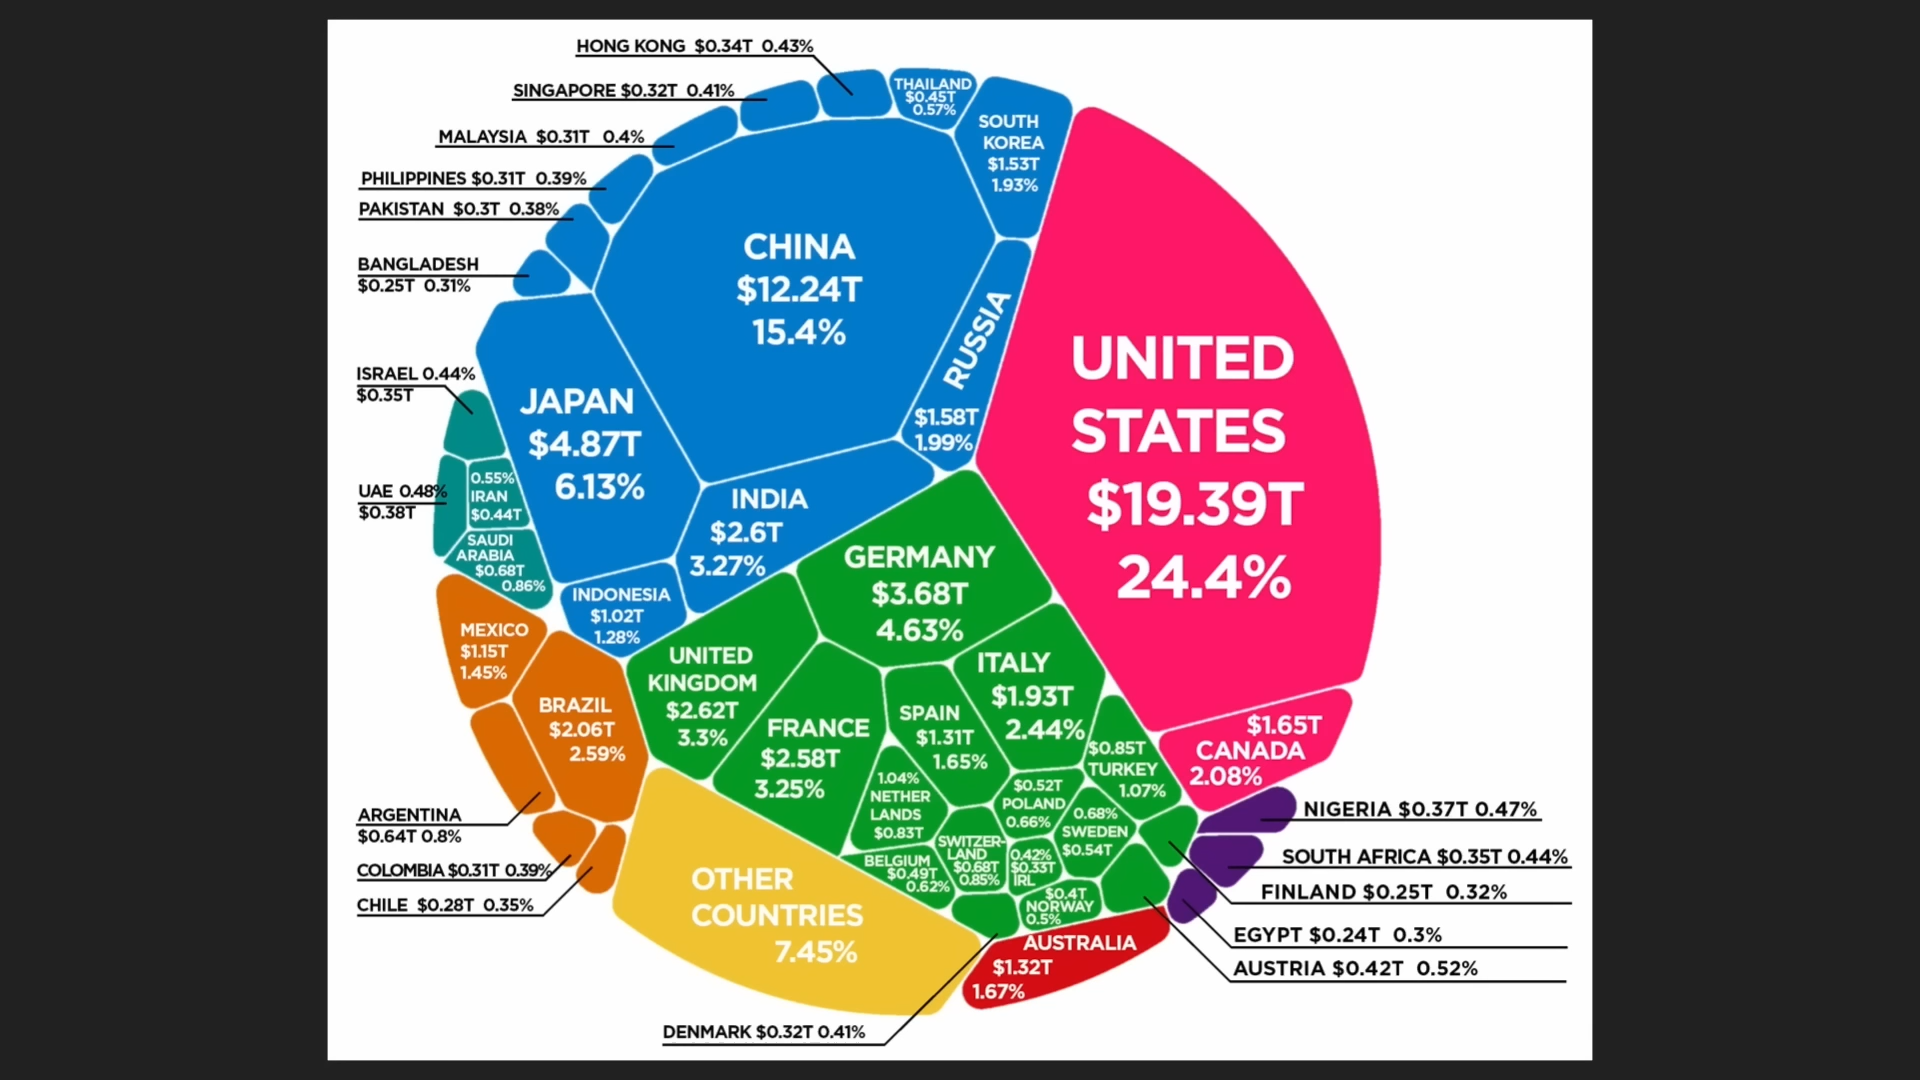 HONG KONG $0.34T 0.43%
SINGAPORE $0.32T 0.41%
MALAYSIA $0.31T 0.4%
PHILIPPINES $0.31T 0.39%
PAKISTAN $0.3T 0.38%
BANGLADESH
$0.25T 0.31%
THAILAND
$0.45T
0.57%
SOUTH
KOREA
$1.53T
1.93%
CHINA
$12.24T
15.4%
RUSSIA
$1.58T
1.99%
UNITED
STATES
$19.39T
24.4%
ISRAEL 0.44%
$0.35T
JAPAN
$4.87T
6.13%
UAE 0.48%
$0.38T
0.55%
IRAN
$0.44T
SAUDI
ARABIA
$0.68T
0.86%
INDIA
$2.6T
3.27%
INDONESIA
$1.02T
1.28%
GERMANY
$3.68T
4.63%
MEXICO
$1.15T
1.45%
BRAZIL
$2.06T
2.59%
UNITED
KINGDOM
$2.62T
3.3%
FRANCE
$2.58T
3.25%
SPAIN
$1.31T
1.65%
ITALY
$1.93T
2.44%
$0.85T
TURKEY
1.07%
$1.65T
CANADA
2.08%
1.04%
NETHER
LANDS
$0.83T
$0.52T
POLAND
0.66%
0.68%
SWEDEN
$0.54T
SWITZER-
LAND
$0.68T
0.85%
0.42%
$0.33T
IRL
BELGIUM
$0.49T
0.62%
$0.4T
NORWAY
0.5%
ARGENTINA
$0.64T 0.8%
COLOMBIA $0.31T 0.39%
CHILE $0.28T 0.35%
OTHER
COUNTRIES
7.45%
AUSTRALIA
$1.32T
1.67%
NIGERIA $0.37T 0.47%
SOUTH AFRICA $0.35T 0.44%
FINLAND $0.25T 0.32%
EGYPT $0.24T 0.3%
AUSTRIA $0.42T 0.52%
DENMARK $0.32T 0.41%